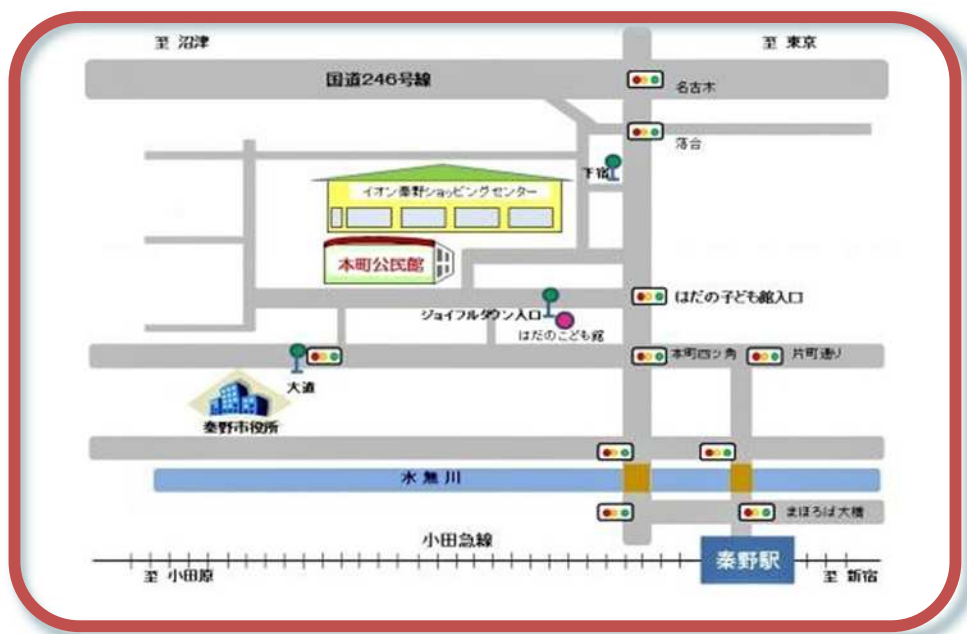 至 沼津
至 東京
国道246号線
名古木
落合
下宿
イオン秦野ショッピングセンター
本町公民館
はだの子ども館入口
ジョイフルタウン入口
はだのこども館
本町四ツ角
片町通り
大道
秦野市役所
水無川
まほろば大橋
小田急線
秦野駅
至 小田原
至 新宿